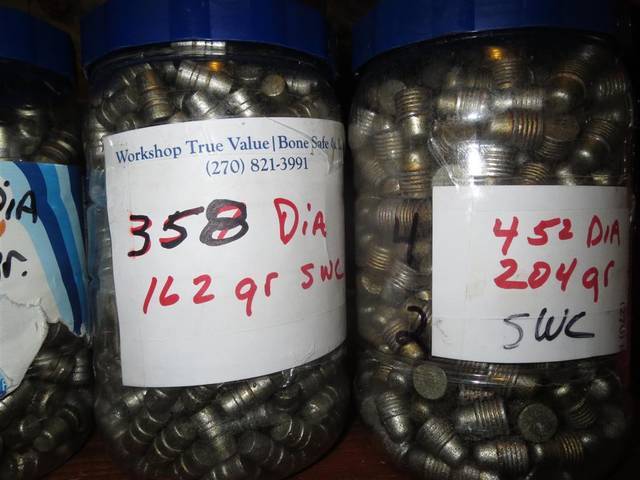 DiA
gr.
Workshop True Value|Bone Safe &
(270) 821-3991
358 DiA
162 gr SWC
452 DiA
204 gr
SWC